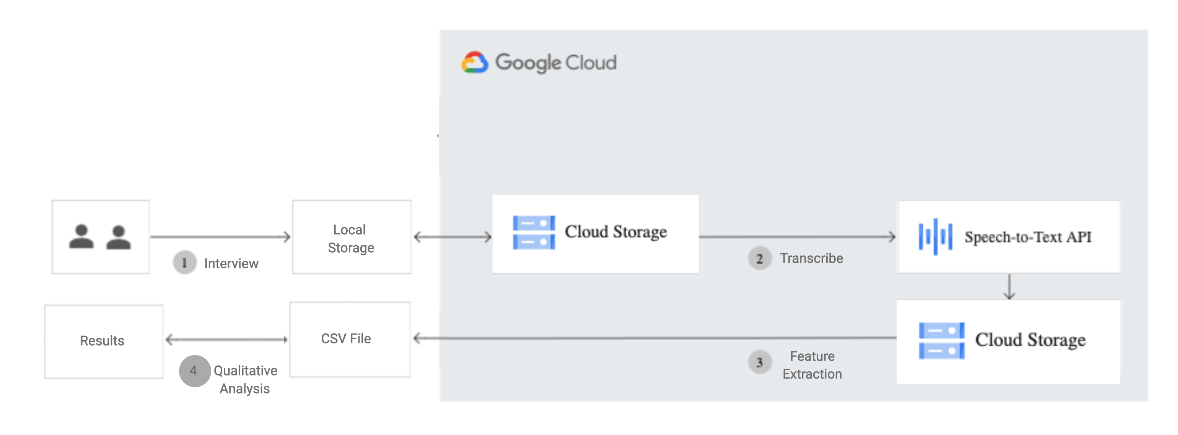 Google Cloud
Local
Storage
Cloud Storage
Speech-to-Text API
1 Interview
2 Transcribe
Results
CSV File
Cloud Storage
4 Qualitative
Analysis
3 Feature
Extraction